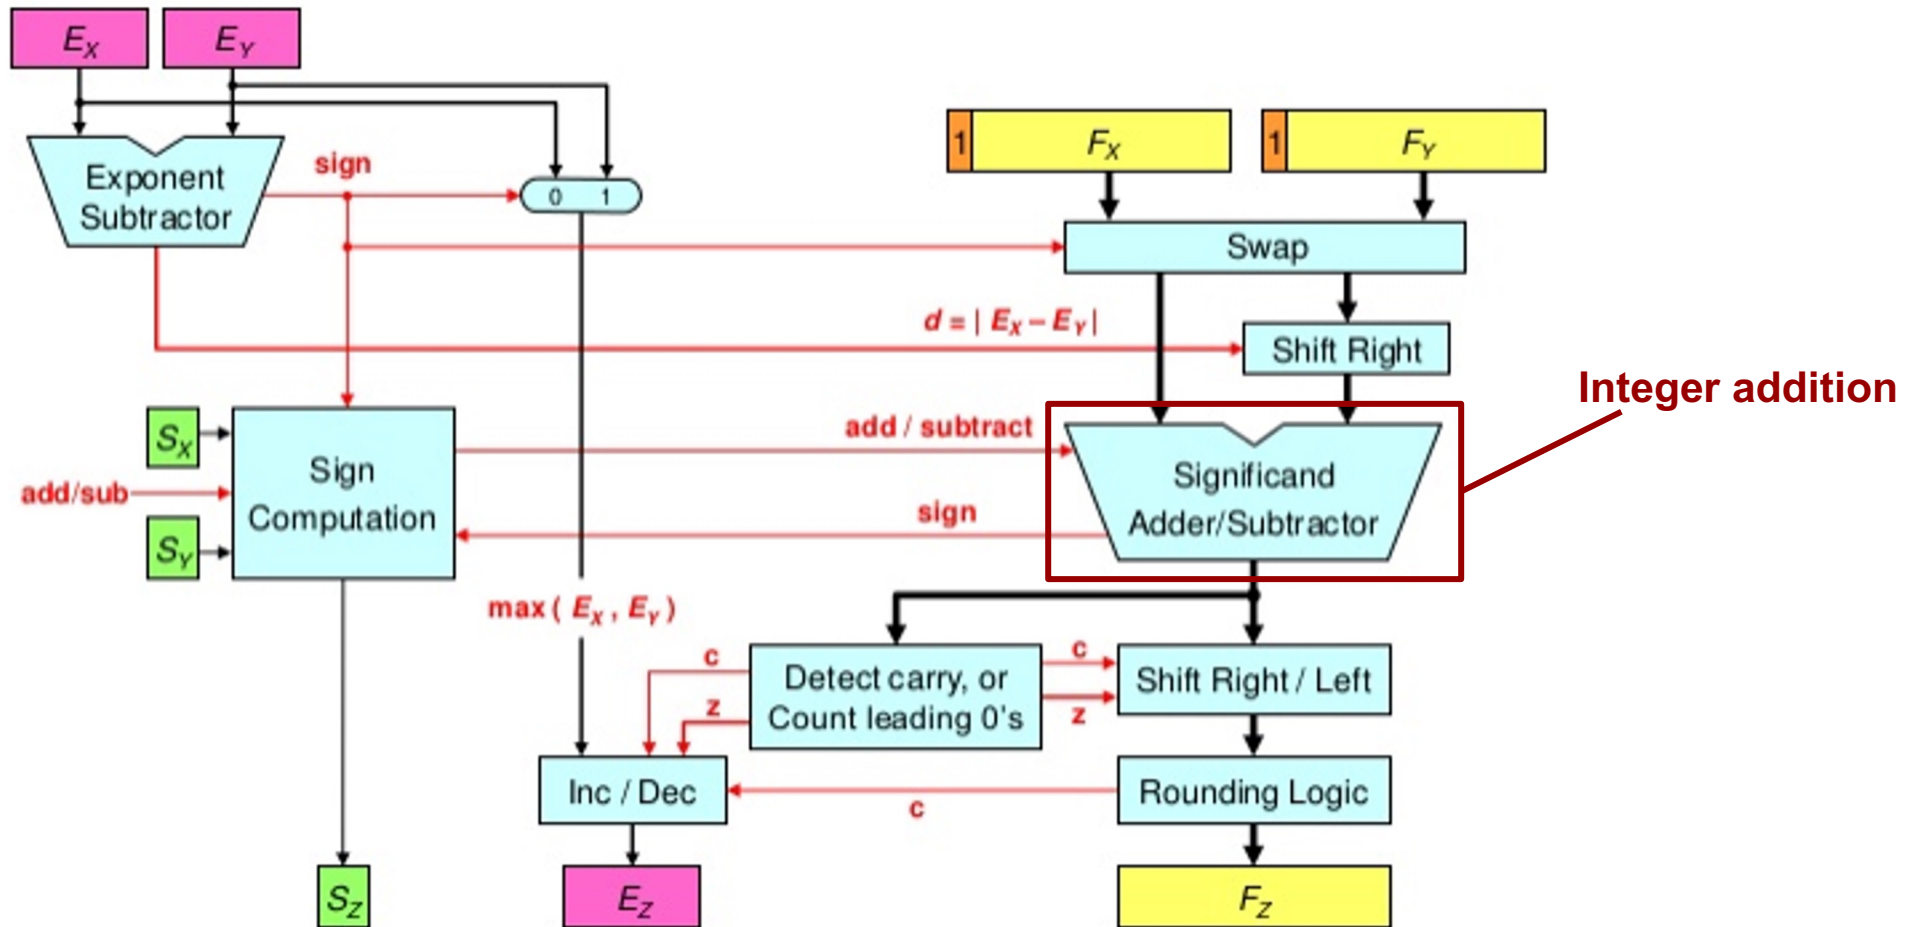 E_X
E_Y
1
F_X
1
F_Y
sign
Exponent
Subtractor
0 1
Swap
d = | E_X – E_Y |
Shift Right
Integer addition
S_X
add / subtract
Sign
Computation
Significand
Adder/Subtractor
add/sub
sign
S_Y
max ( E_X , E_Y )
c
c
Detect carry, or
Count leading 0's
Shift Right / Left
z
z
Inc / Dec
Rounding Logic
c
S_Z
E_Z
F_Z